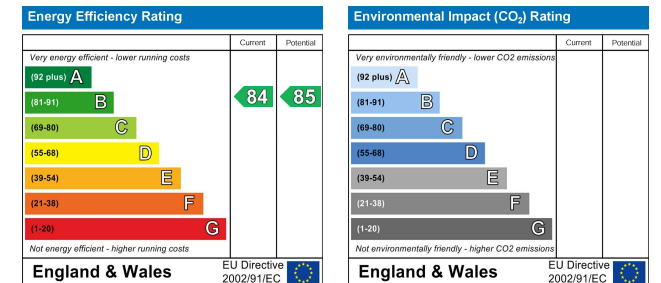 Energy Efficiency Rating
Current Potential
Very energy efficient - lower running costs
(92 plus) A
(81-91) B
84 85
(69-80) C
(55-68) D
(39-54) E
(21-38) F
(1-20) G
Not energy efficient - higher running costs
England & Wales
EU Directive
2002/91/EC
Environmental Impact (CO₂) Rating
Current Potential
Very environmentally friendly - lower CO2 emissions
(92 plus) A
(81-91) B
(69-80) C
(55-68) D
(39-54) E
(21-38) F
(1-20) G
Not environmentally friendly - higher CO2 emissions
England & Wales
EU Directive
2002/91/EC